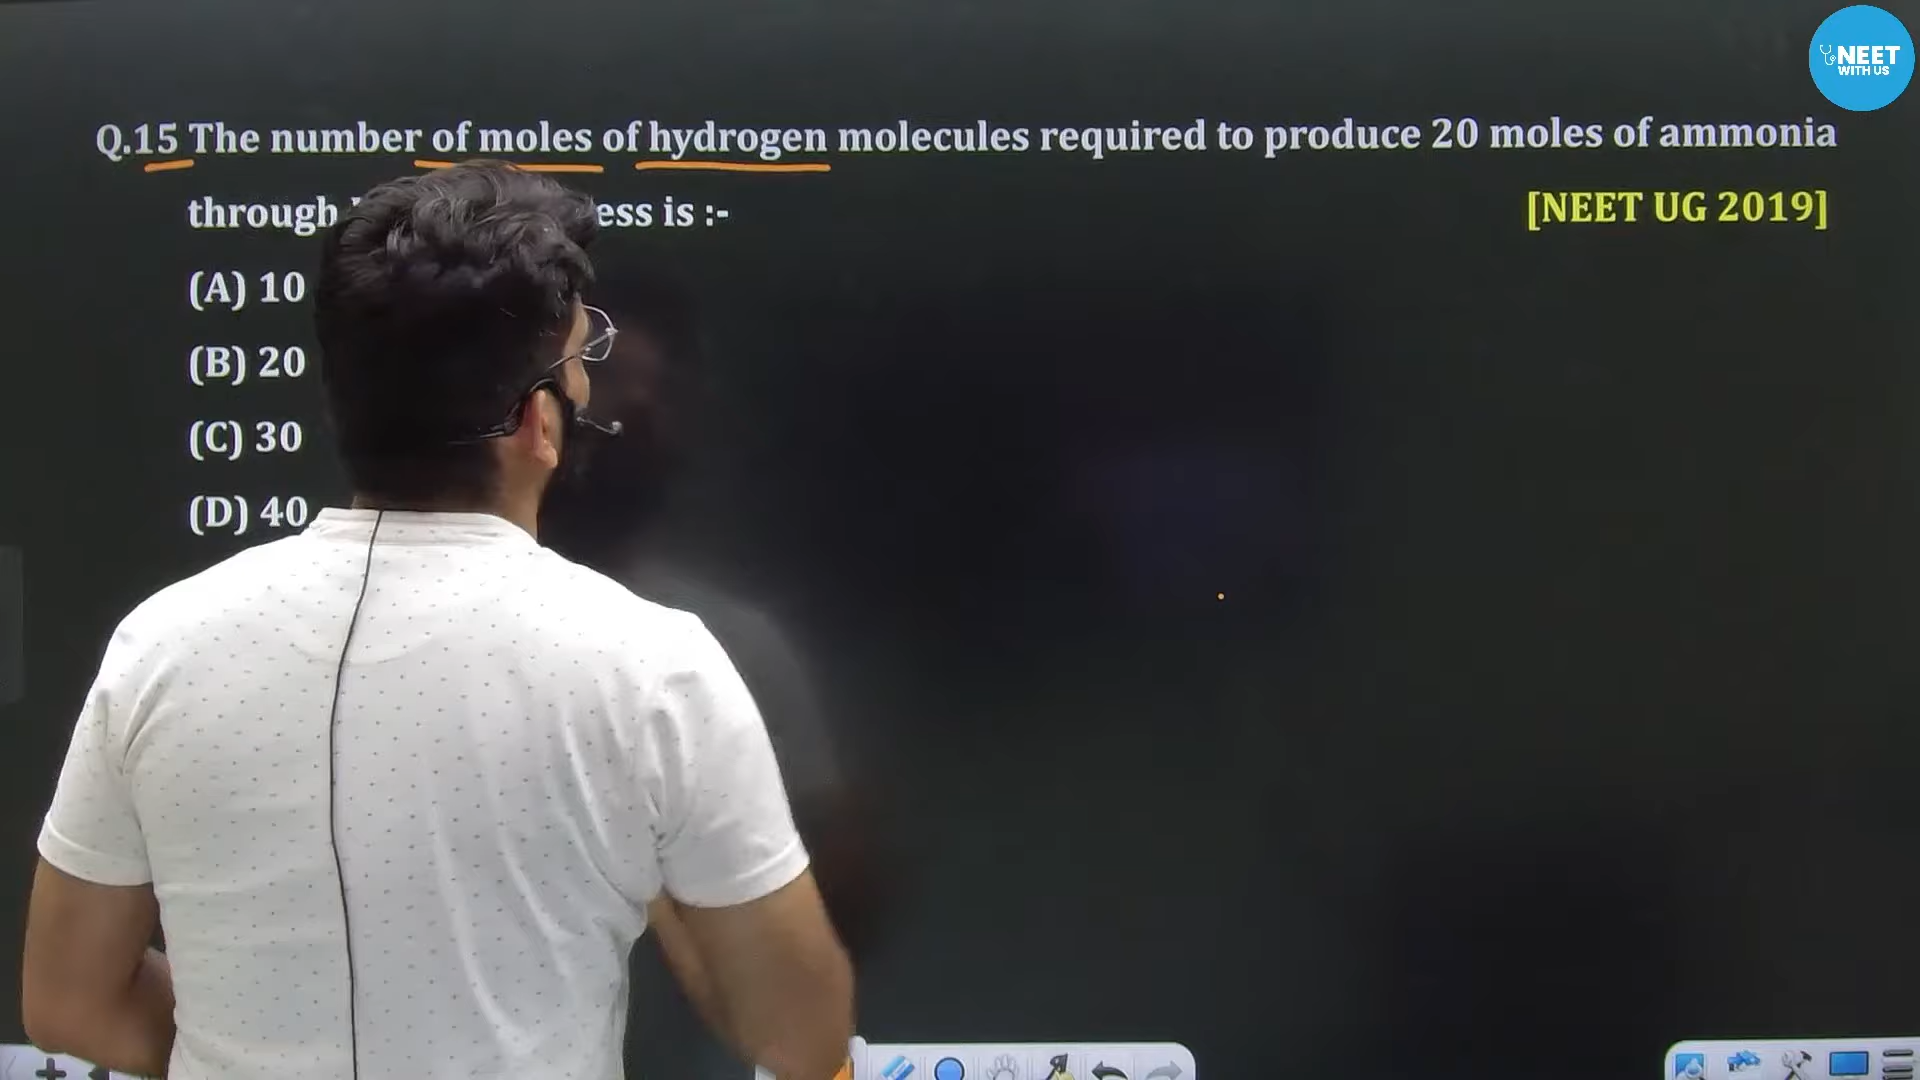 NEET
WITH US
Q.15 The number of moles of hydrogen molecules required to produce 20 moles of ammonia
through ess is :-
[NEET UG 2019]
(A) 10
(B) 20
(C) 30
(D) 40